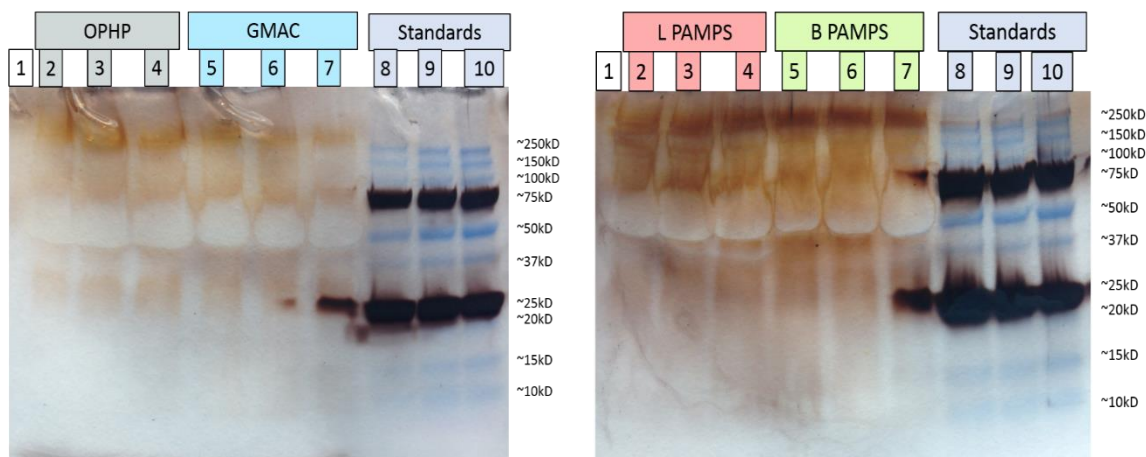 OPHP GMAC Standards
1 2 3 4 5 6 7 8 9 10
~250kD
~150kD
~100kD
~75kD
~50kD
~37kD
~25kD
~20kD
~15kD
~10kD
L PAMPS B PAMPS Standards
1 2 3 4 5 6 7 8 9 10
~250kD
~150kD
~100kD
~75kD
~50kD
~37kD
~25kD
~20kD
~15kD
~10kD